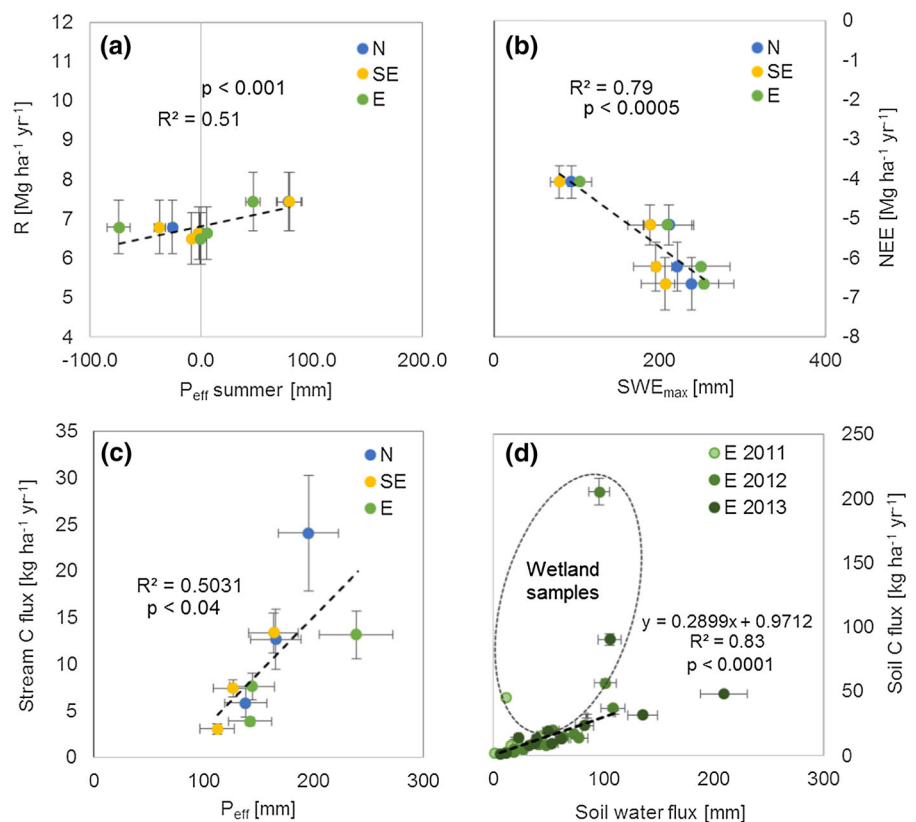 (a)
N
SE
E
p < 0.001
R² = 0.51
12
11
10
9
8
7
6
5
4
-100.0
0.0
100.0
200.0
R [Mg ha⁻¹ yr⁻¹]
P_eff summer [mm]
(b)
R² = 0.79
p < 0.0005
N
SE
E
0
-1
-2
-3
-4
-5
-6
-7
-8
0
200
400
NEE [Mg ha⁻¹ yr⁻¹]
SWE_max [mm]
(c)
N
SE
E
R² = 0.5031
p < 0.04
35
30
25
20
15
10
5
0
0
100
200
300
Stream C flux [kg ha⁻¹ yr⁻¹]
P_eff [mm]
(d)
E 2011
E 2012
E 2013
Wetland
samples
y = 0.2899x + 0.9712
R² = 0.83
p < 0.0001
250
200
150
100
50
0
0
100
200
300
Soil C flux [kg ha⁻¹ yr⁻¹]
Soil water flux [mm]